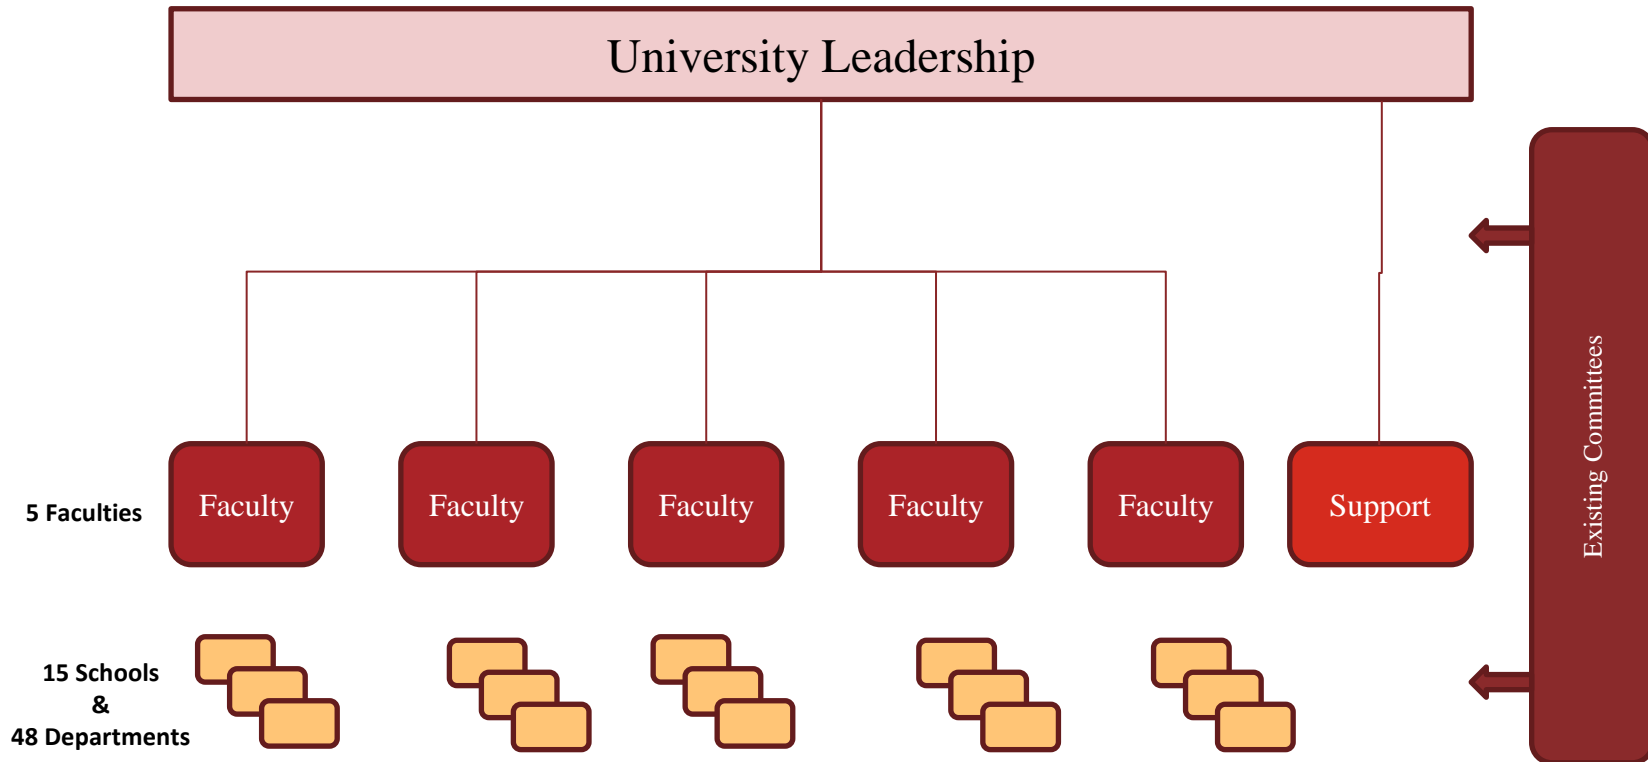 University Leadership
5 Faculties
Faculty
Faculty
Faculty
Faculty
Faculty
Support
Existing Committees
15 Schools
&
48 Departments